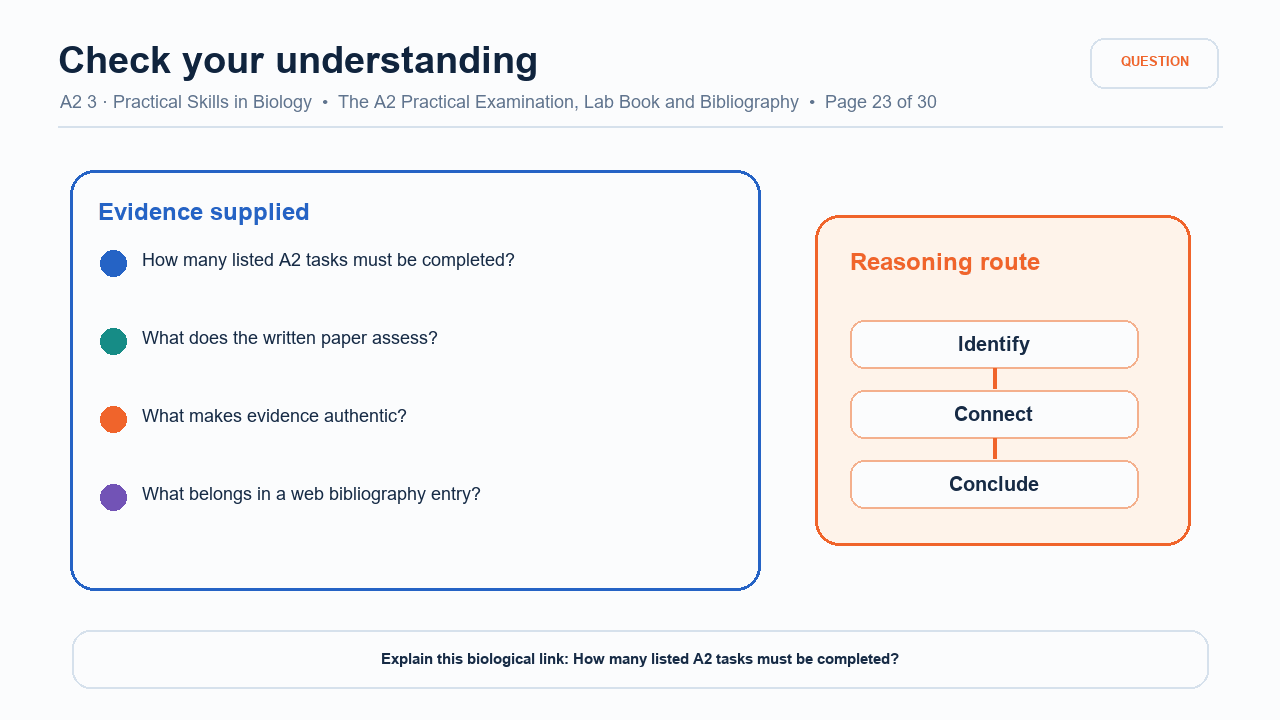 Check your understanding
QUESTION
A2 3 · Practical Skills in Biology • The A2 Practical Examination, Lab Book and Bibliography • Page 23 of 30
Evidence supplied
How many listed A2 tasks must be completed?
What does the written paper assess?
What makes evidence authentic?
What belongs in a web bibliography entry?
Reasoning route
Identify
Connect
Conclude
Explain this biological link: How many listed A2 tasks must be completed?